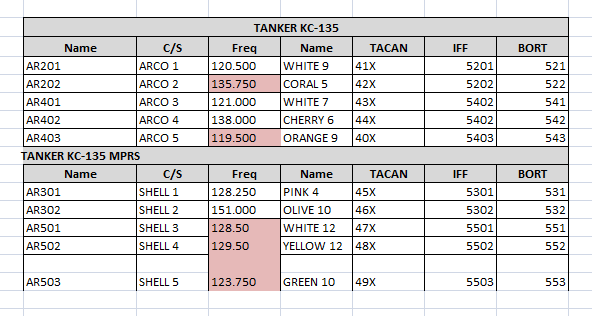 TANKER KC-135
Name C/S Freq Name TACAN IFF BORT
AR201 ARCO 1 120.500 WHITE 9 41X 5201 521
AR202 ARCO 2 135.750 CORAL 5 42X 5202 522
AR401 ARCO 3 121.000 WHITE 7 43X 5402 541
AR402 ARCO 4 138.000 CHERRY 6 44X 5402 542
AR403 ARCO 5 119.500 ORANGE 9 40X 5403 543
TANKER KC-135 MPRS
Name C/S Freq Name TACAN IFF BORT
AR301 SHELL 1 128.250 PINK 4 45X 5301 531
AR302 SHELL 2 151.000 OLIVE 10 46X 5302 532
AR501 SHELL 3 128.50 WHITE 12 47X 5501 551
AR502 SHELL 4 129.50 YELLOW 12 48X 5502 552
AR503 SHELL 5 123.750 GREEN 10 49X 5503 553